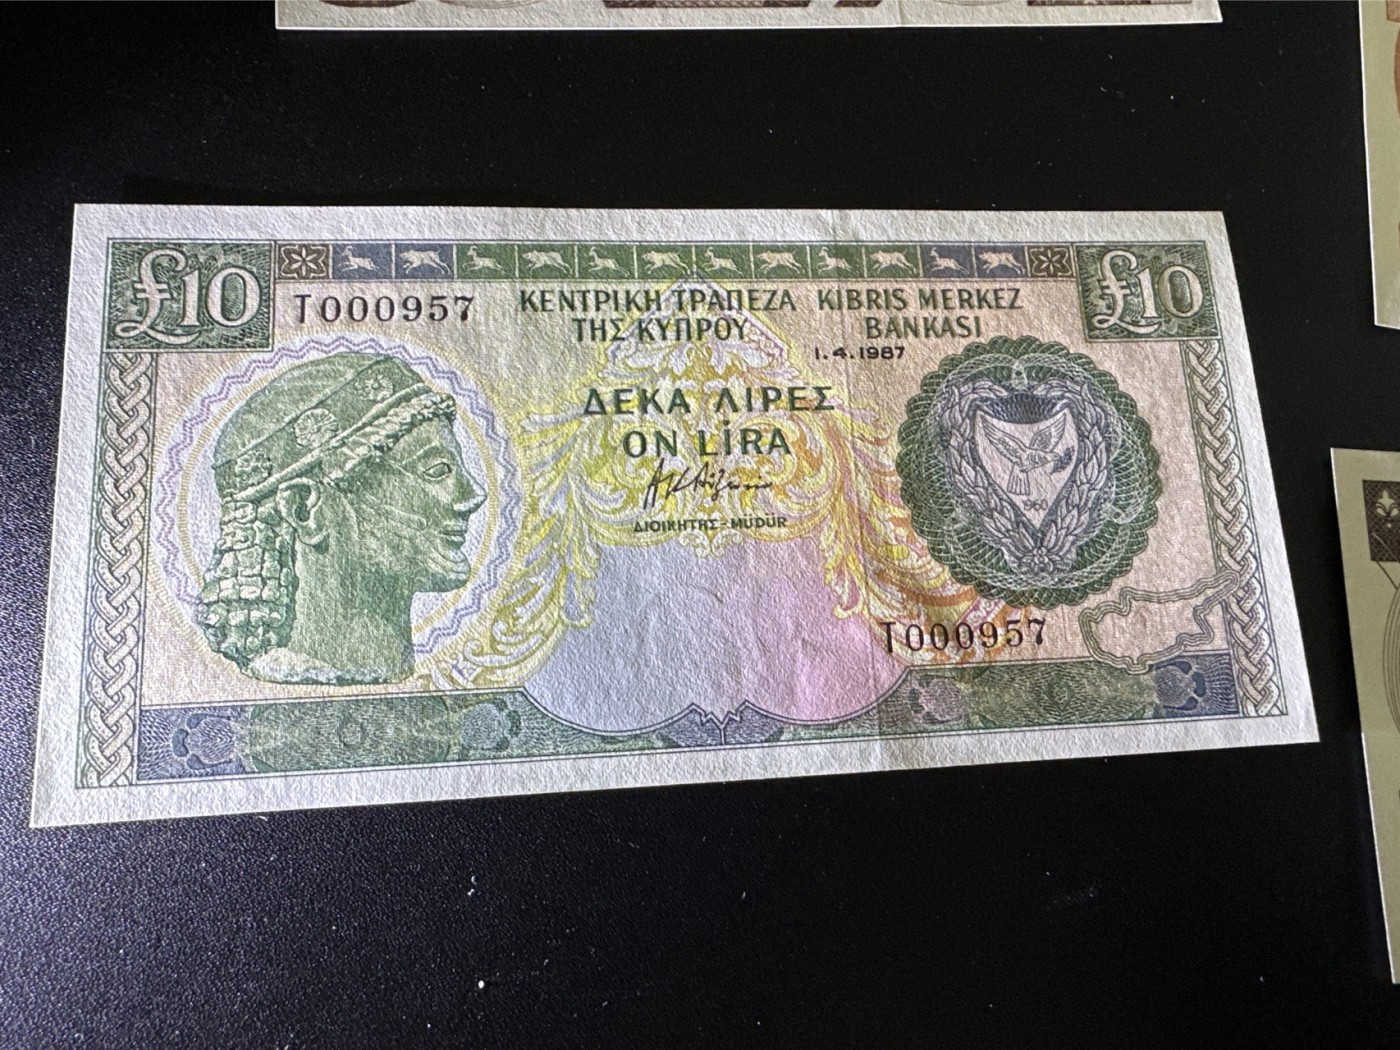 £10
£10
T000957
ΚΕΝΤΡΙΚΗ ΤΡΑΠΕΖΑ KIBRIS MERKEZ
ΤΗΣ ΚΥΠΡΟΥ BANKASI
1.4.1987
ΔΕΚΑ ΛΙΡΕΣ
ON LİRA
ΔΙΟΙΚΗΤΗΣ-MÜDÜR
1960
T000957